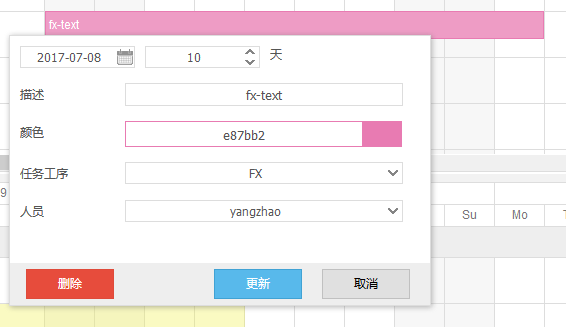 fx-text
2017-07-08 10 天
描述 fx-text
颜色 e87bb2
任务工序 FX
9
人员 yangzhao
Su Mo T
删除 更新 取消